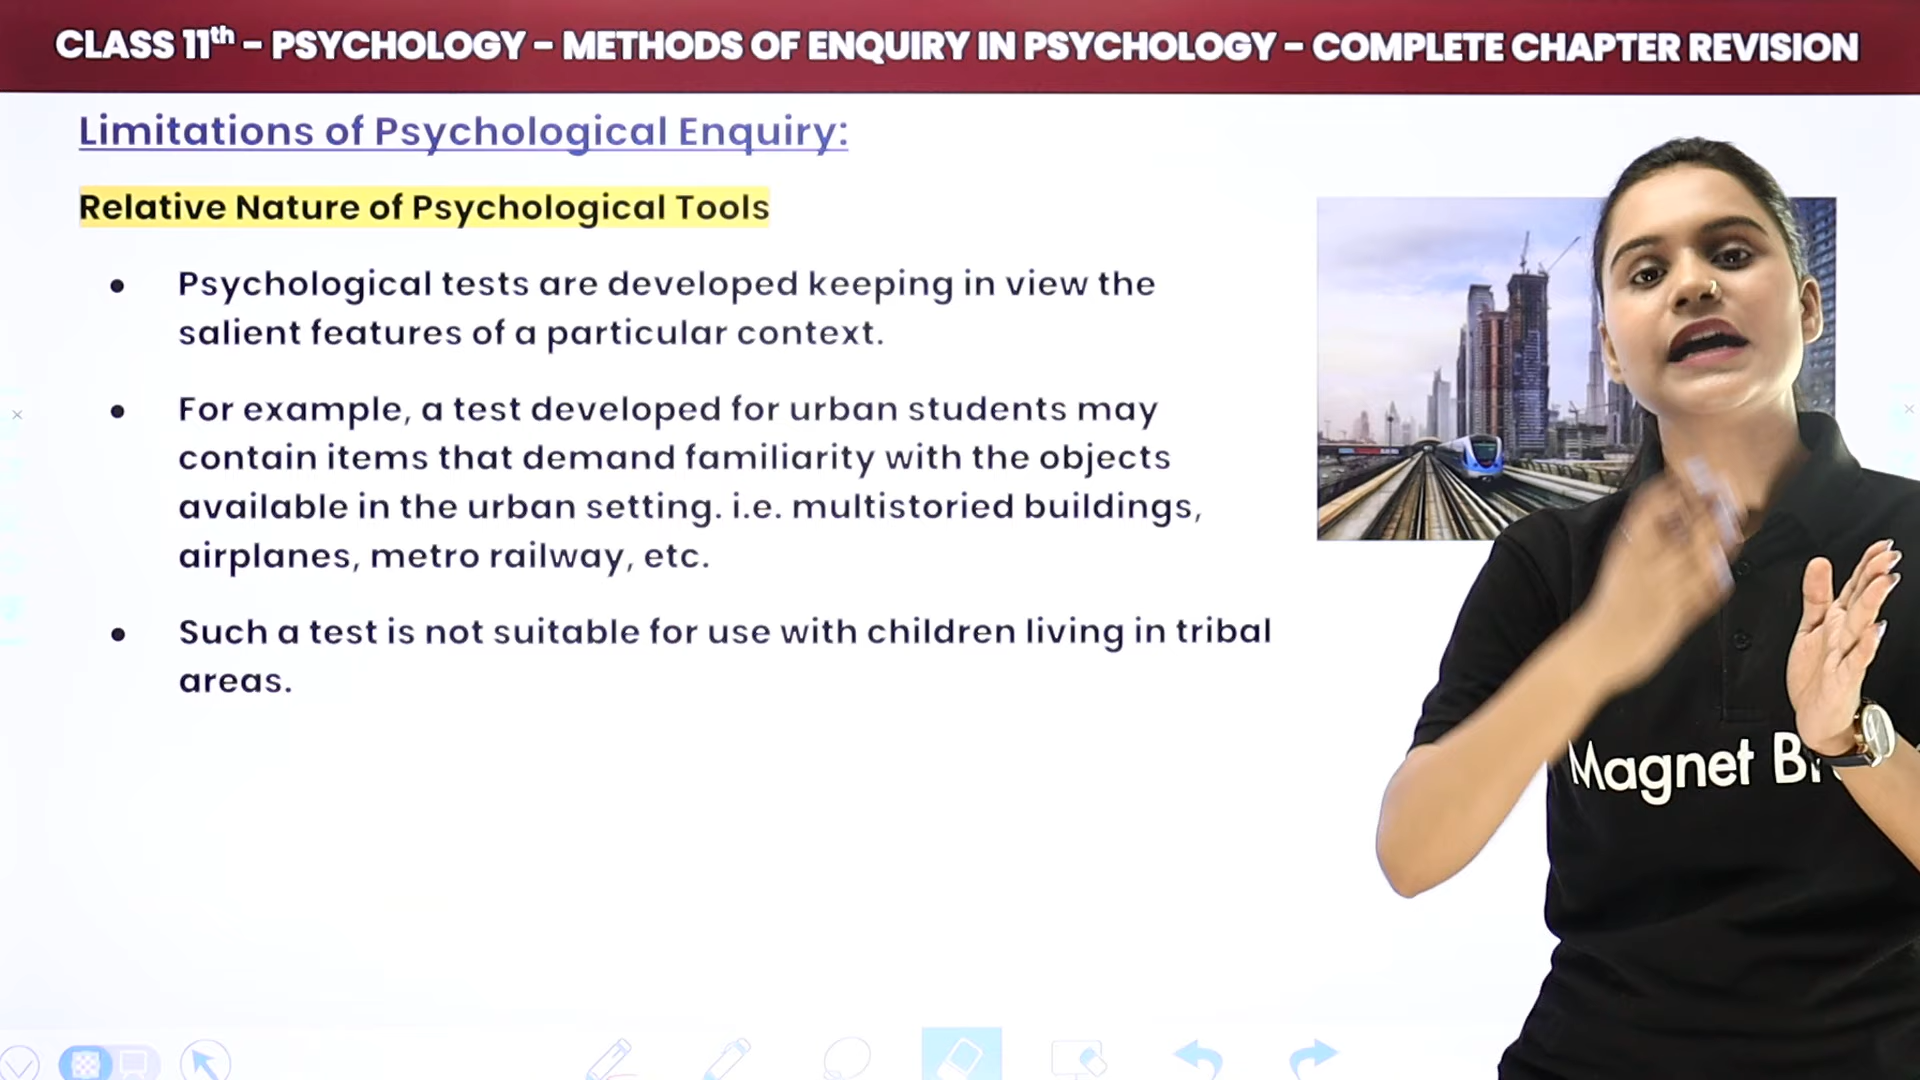 CLASS 11th - PSYCHOLOGY - METHODS OF ENQUIRY IN PSYCHOLOGY - COMPLETE CHAPTER REVISION
Limitations of Psychological Enquiry:
Relative Nature of Psychological Tools
• Psychological tests are developed keeping in view the
salient features of a particular context.
• For example, a test developed for urban students may
contain items that demand familiarity with the objects
available in the urban setting. i.e. multistoried buildings,
airplanes, metro railway, etc.
• Such a test is not suitable for use with children living in tribal
areas.
Magnet